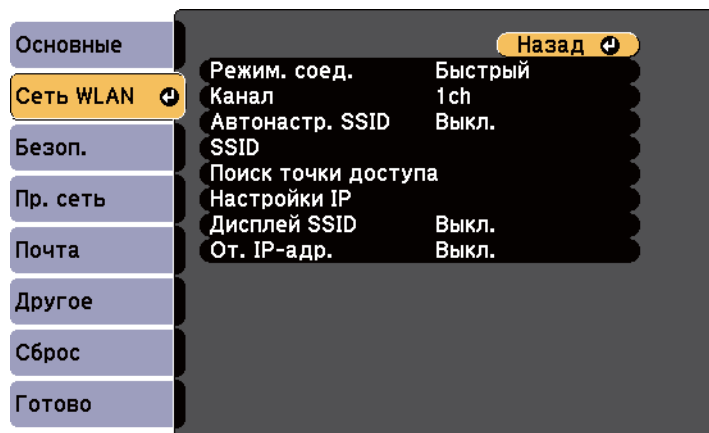 Основные
Сеть WLAN
Безоп.
Пр. сеть
Почта
Другое
Сброс
Готово
Назад
Режим. соед. Быстрый
Канал 1ch
Автонастр. SSID Выкл.
SSID
Поиск точки доступа
Настройки IP
Дисплей SSID Выкл.
От. IP-адр. Выкл.